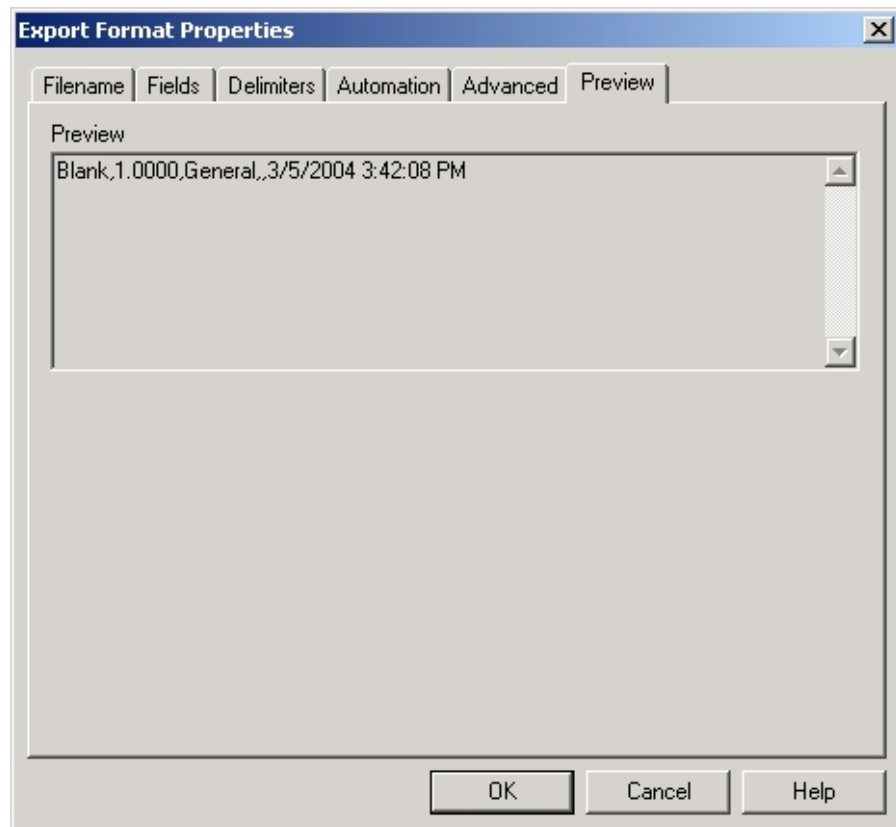 Export Format Properties
Filename Fields Delimiters Automation Advanced Preview
Preview
Blank,1.0000,General,,3/5/2004 3:42:08 PM
OK Cancel Help